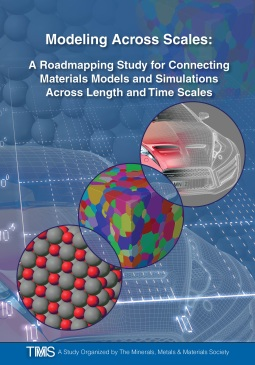 Modeling Across Scales:
A Roadmapping Study for Connecting
Materials Models and Simulations
Across Length and Time Scales
TMS A Study Organized by The Minerals, Metals & Materials Society